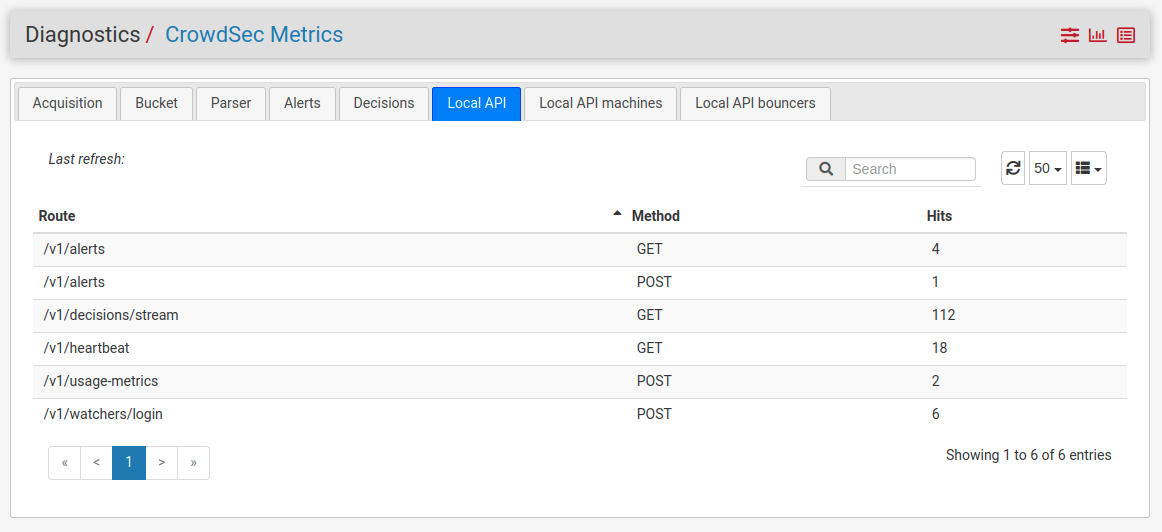 Diagnostics / CrowdSec Metrics
Acquisition Bucket Parser Alerts Decisions Local API Local API machines Local API bouncers
Last refresh:
Search 50
Route Method Hits
/v1/alerts GET 4
/v1/alerts POST 1
/v1/decisions/stream GET 112
/v1/heartbeat GET 18
/v1/usage-metrics POST 2
/v1/watchers/login POST 6
« < 1 > » Showing 1 to 6 of 6 entries